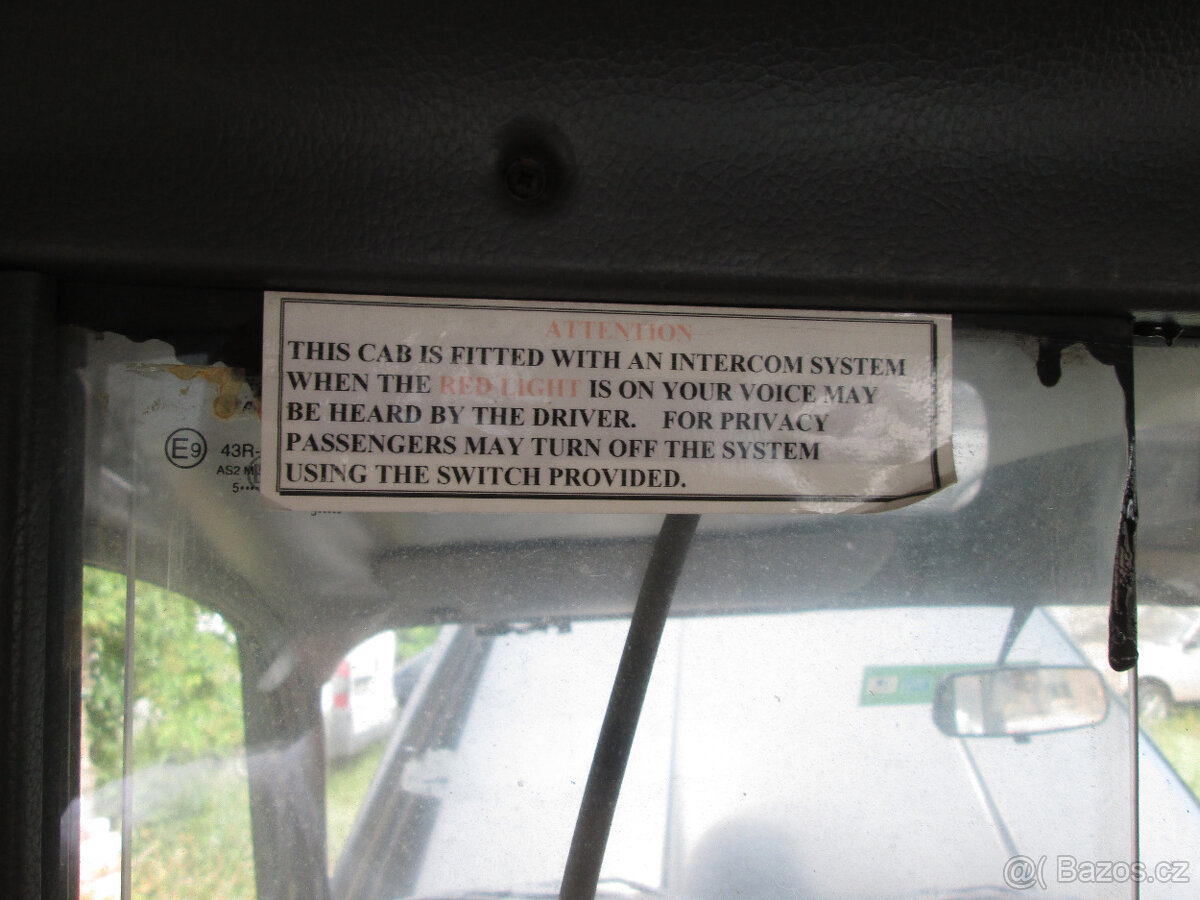 ATTENTION
THIS CAB IS FITTED WITH AN INTERCOM SYSTEM
WHEN THE RED LIGHT IS ON YOUR VOICE MAY
BE HEARD BY THE DRIVER. FOR PRIVACY
PASSENGERS MAY TURN OFF THE SYSTEM
USING THE SWITCH PROVIDED.
E9 43R-
AS2
@( Bazos.cz